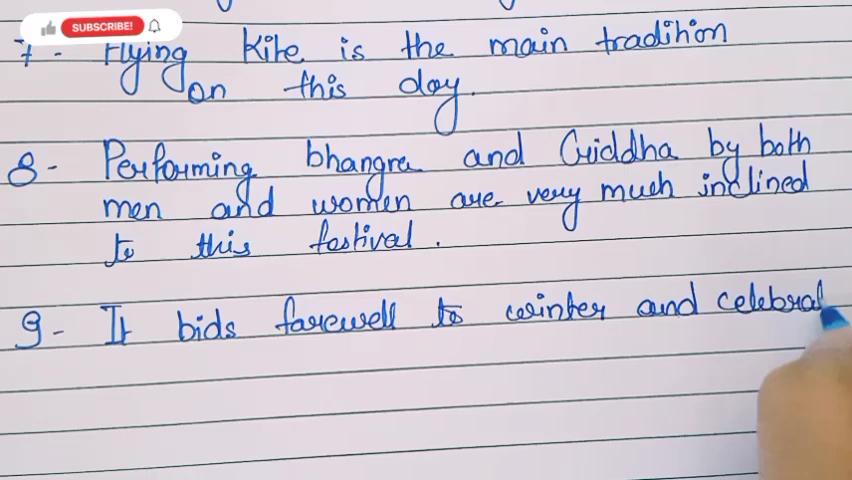 SUBSCRIBE!
7 - Flying Kite is the main tradition
on this day.
8 - Performing bhangra and Giddha by both
men and women are very much inclined
to this festival.
9 - It bids farewell to winter and celebrat